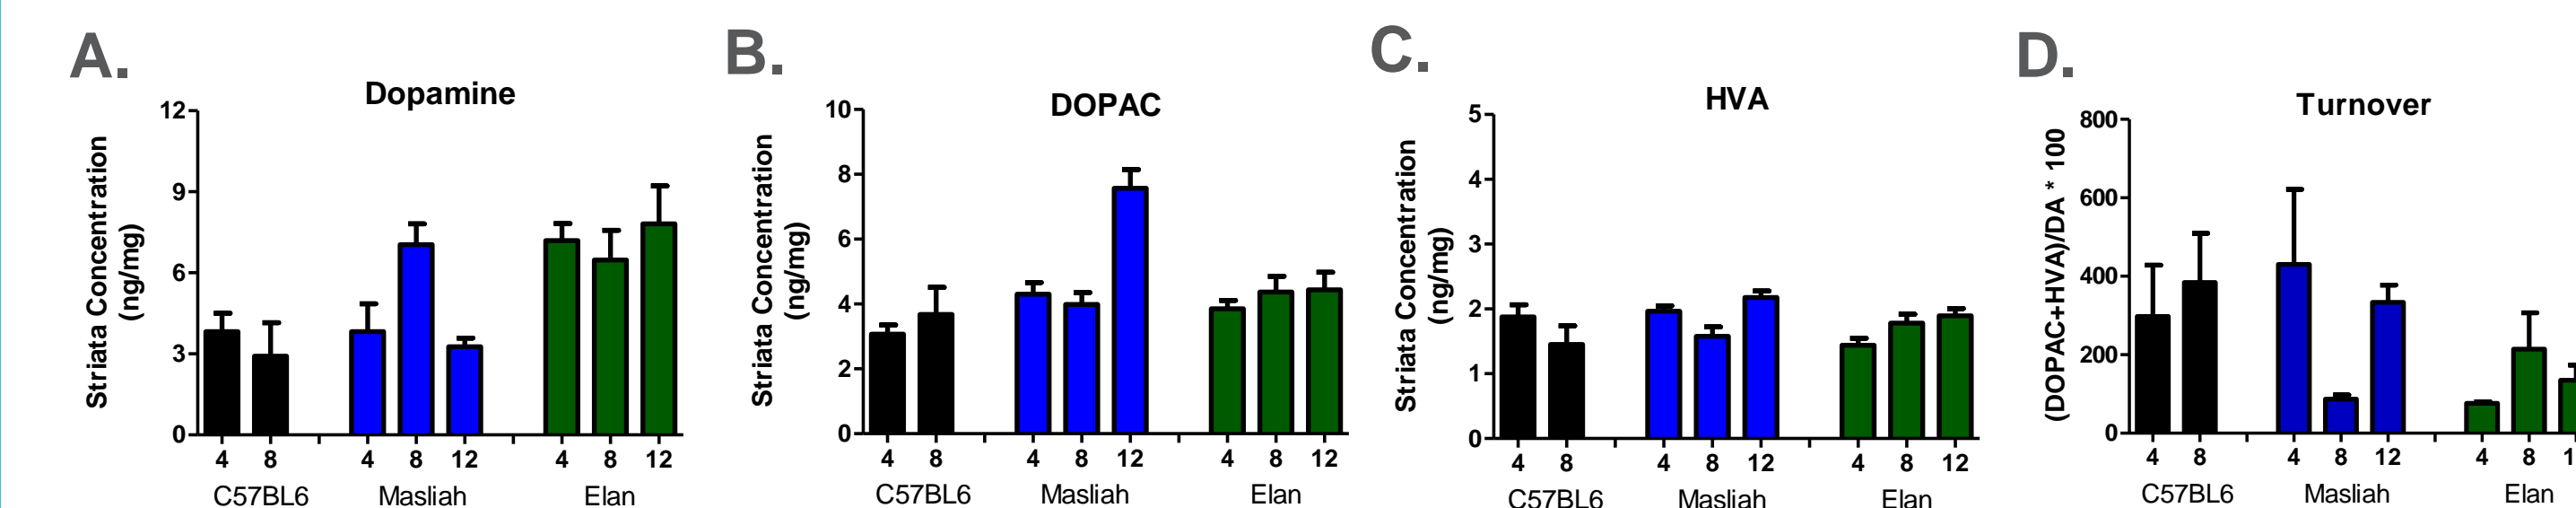 A.
Dopamine
Striata Concentration
(ng/mg)
12
9
6
3
0
4 8 4 8 12 4 8 12
C57BL6 Masliah Elan
B.
DOPAC
Striata Concentration
(ng/mg)
10
8
6
4
2
0
4 8 4 8 12 4 8 12
C57BL6 Masliah Elan
C.
HVA
Striata Concentration
(ng/mg)
5
4
3
2
1
0
4 8 4 8 12 4 8 12
C57BL6 Masliah Elan
D.
Turnover
(DOPAC+HVA)/DA * 100
800
600
400
200
0
4 8 4 8 12 4 8 1
C57BL6 Masliah Elan